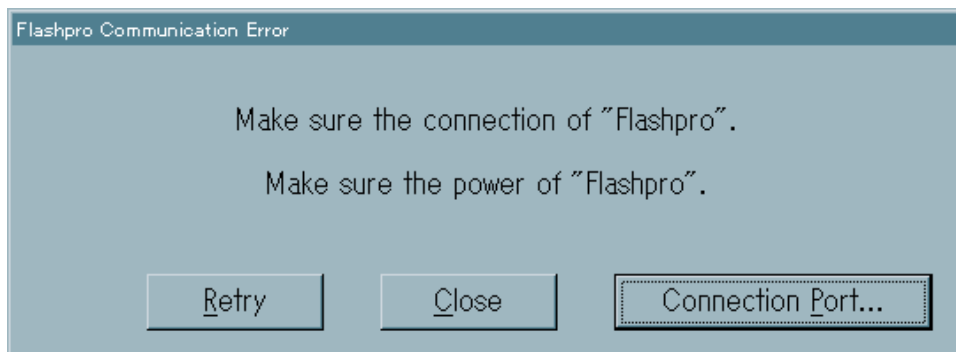 Flashpro Communication Error
Make sure the connection of "Flashpro".
Make sure the power of "Flashpro".
Retry Close Connection Port...